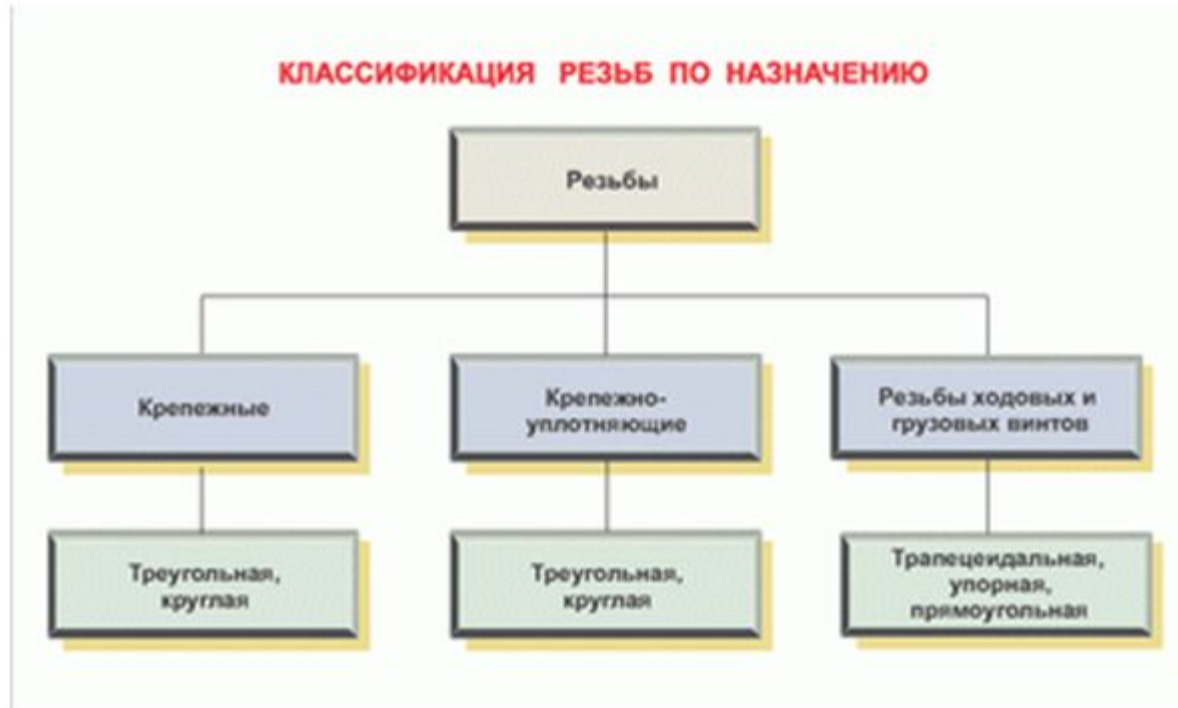 КЛАССИФИКАЦИЯ РЕЗЬБ ПО НАЗНАЧЕНИЮ
Резьбы
Крепежные
Крепежно-
уплотняющие
Резьбы ходовых и
грузовых винтов
Треугольная,
круглая
Треугольная,
круглая
Трапецеидальная,
упорная,
прямоугольная